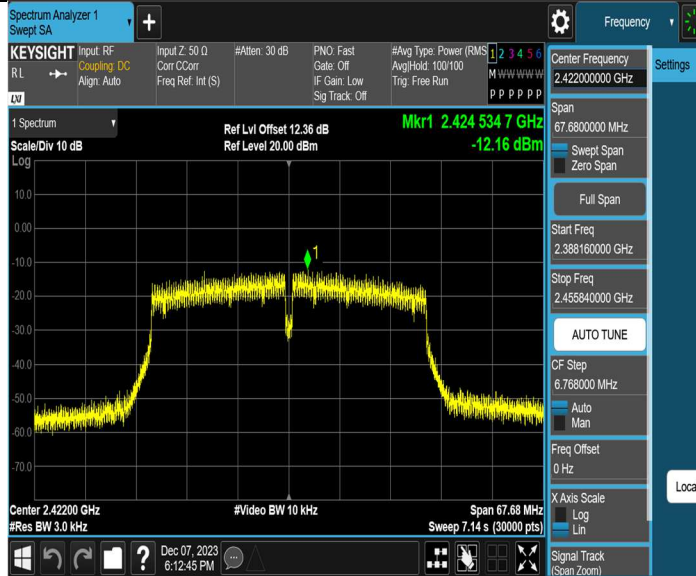 Spectrum Analyzer 1
Swept SA
+
Frequency
KEYSIGHT
RL
LXI
Input: RF
Coupling: DC
Align: Auto
Input Z: 50 Ω
Corr CCorr
Freq Ref: Int (S)
#Atten: 30 dB
PNO: Fast
Gate: Off
IF Gain: Low
Sig Track: Off
#Avg Type: Power (RMS
Avg|Hold: 100/100
Trig: Free Run
1 2 3 4 5 6
M W W W W W
P P P P P P
1 Spectrum
Scale/Div 10 dB
Log
Ref Lvl Offset 12.36 dB
Ref Level 20.00 dBm
Mkr1 2.424 534 7 GHz
-12.16 dBm
10.0
0.00
-10.0
-20.0
-30.0
-40.0
-50.0
-60.0
-70.0
1
Center 2.42200 GHz
#Res BW 3.0 kHz
#Video BW 10 kHz
Span 67.68 MHz
Sweep 7.14 s (30000 pts)
?
Dec 07, 2023
6:12:45 PM
Center Frequency
2.422000000 GHz
Settings
Span
67.6800000 MHz
Swept Span
Zero Span
Full Span
Start Freq
2.388160000 GHz
Stop Freq
2.455840000 GHz
AUTO TUNE
CF Step
6.768000 MHz
Auto
Man
Freq Offset
0 Hz
X Axis Scale
Log
Lin
Signal Track
(Span Zoom)
Loca